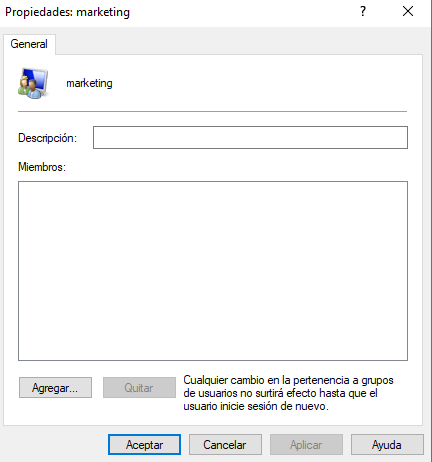 Propiedades: marketing
?
General
marketing
Descripción:
Miembros:
Agregar...
Quitar
Cualquier cambio en la pertenencia a grupos
de usuarios no surtirá efecto hasta que el
usuario inicie sesión de nuevo.
Aceptar
Cancelar
Aplicar
Ayuda